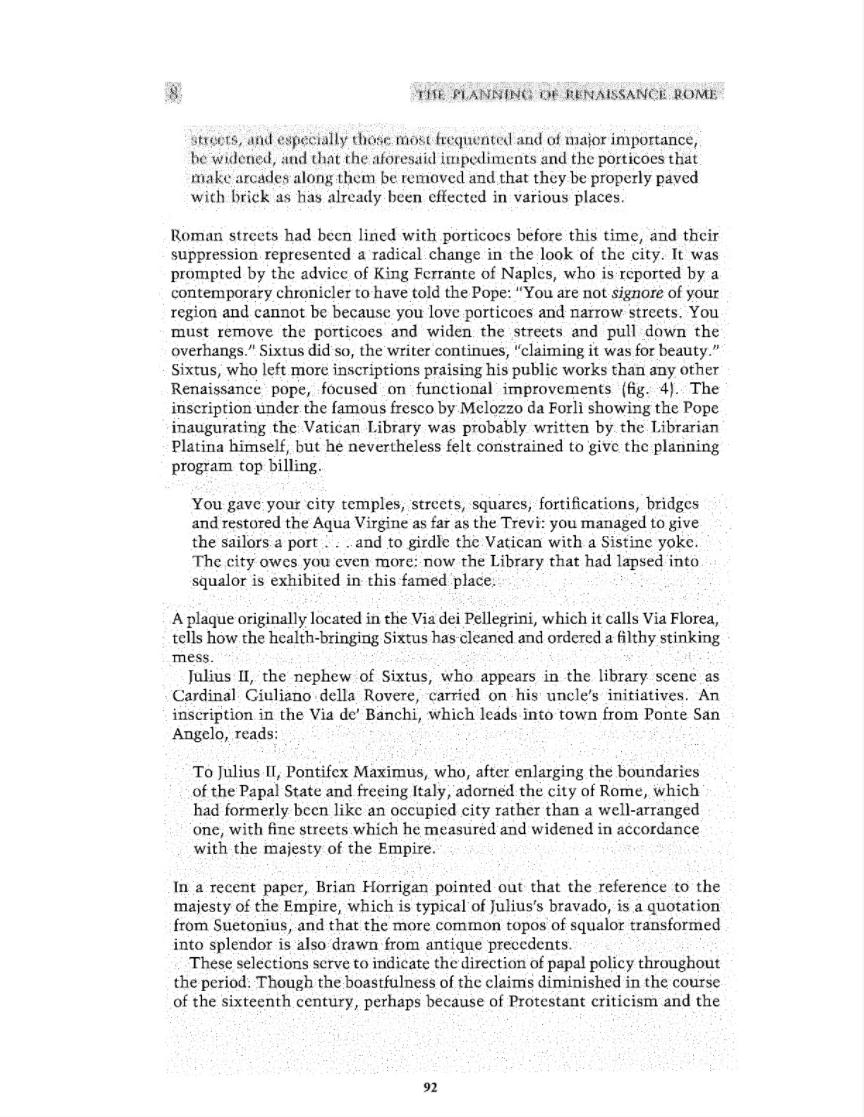 8 THE PLANNING OF RENAISSANCE ROME
streets, and especially those most frequented and of major importance,
be widened, and that the aforesaid impediments and the porticoes that
make arcades along them be removed and that they be properly paved
with brick as has already been effected in various places.
Roman streets had been lined with porticoes before this time, and their
suppression represented a radical change in the look of the city. It was
prompted by the advice of King Ferrante of Naples, who is reported by a
contemporary chronicler to have told the Pope: "You are not signore of your
region and cannot be because you love porticoes and narrow streets. You
must remove the porticoes and widen the streets and pull down the
overhangs." Sixtus did so, the writer continues, "claiming it was for beauty."
Sixtus, who left more inscriptions praising his public works than any other
Renaissance pope, focused on functional improvements (fig. 4). The
inscription under the famous fresco by Melozzo da Forlì showing the Pope
inaugurating the Vatican Library was probably written by the Librarian
Platina himself, but he nevertheless felt constrained to give the planning
program top billing.
You gave your city temples, streets, squares, fortifications, bridges
and restored the Aqua Virgine as far as the Trevi: you managed to give
the sailors a port . . . and to girdle the Vatican with a Sistine yoke.
The city owes you even more: now the Library that had lapsed into
squalor is exhibited in this famed place.
A plaque originally located in the Via dei Pellegrini, which it calls Via Florea,
tells how the health-bringing Sixtus has cleaned and ordered a filthy stinking
mess.
Julius II, the nephew of Sixtus, who appears in the library scene as
Cardinal Giuliano della Rovere, carried on his uncle's initiatives. An
inscription in the Via de' Banchi, which leads into town from Ponte San
Angelo, reads:
To Julius II, Pontifex Maximus, who, after enlarging the boundaries
of the Papal State and freeing Italy, adorned the city of Rome, which
had formerly been like an occupied city rather than a well-arranged
one, with fine streets which he measured and widened in accordance
with the majesty of the Empire.
In a recent paper, Brian Horrigan pointed out that the reference to the
majesty of the Empire, which is typical of Julius's bravado, is a quotation
from Suetonius, and that the more common topos of squalor transformed
into splendor is also drawn from antique precedents.
These selections serve to indicate the direction of papal policy throughout
the period. Though the boastfulness of the claims diminished in the course
of the sixteenth century, perhaps because of Protestant criticism and the
92